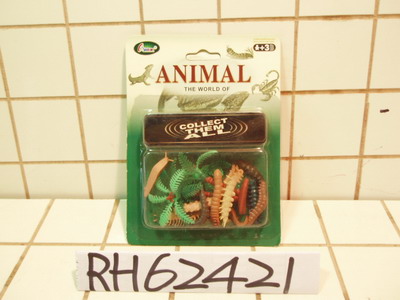 ANIMAL
THE WORLD OF
COLLECT
THEM
ALL
RH62421